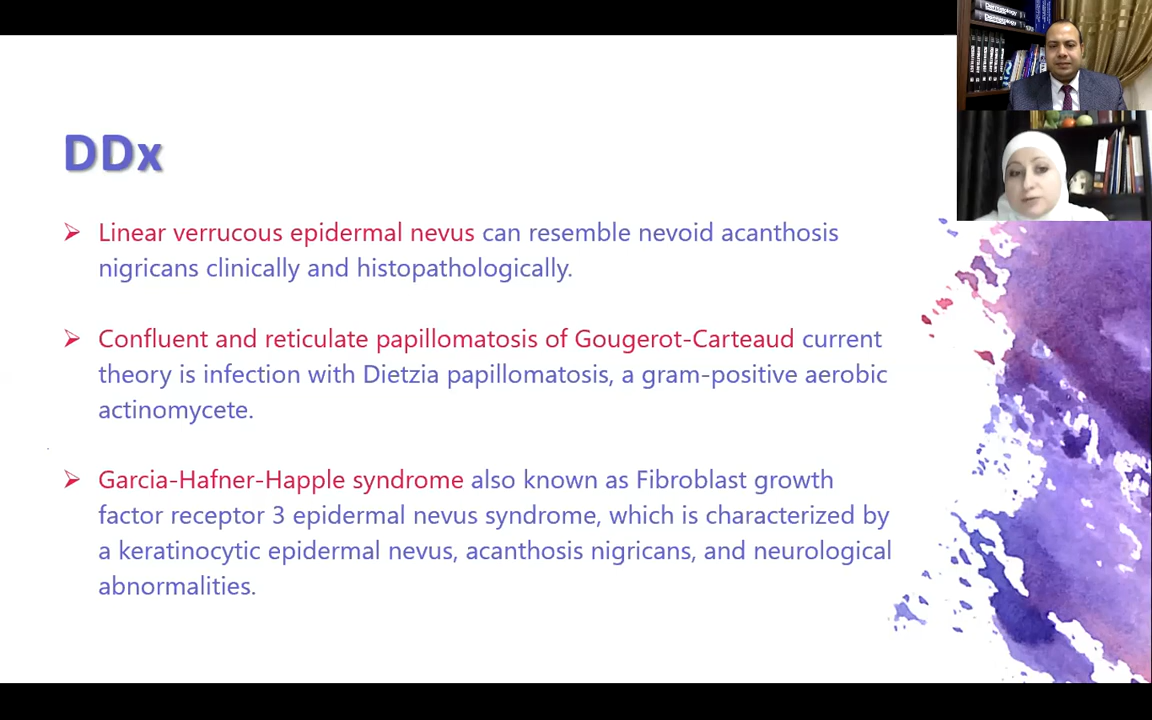 DDx
➢ Linear verrucous epidermal nevus can resemble nevoid acanthosis
nigricans clinically and histopathologically.
➢ Confluent and reticulate papillomatosis of Gougerot-Carteaud current
theory is infection with Dietzia papillomatosis, a gram-positive aerobic
actinomycete.
➢ Garcia-Hafner-Happle syndrome also known as Fibroblast growth
factor receptor 3 epidermal nevus syndrome, which is characterized by
a keratinocytic epidermal nevus, acanthosis nigricans, and neurological
abnormalities.